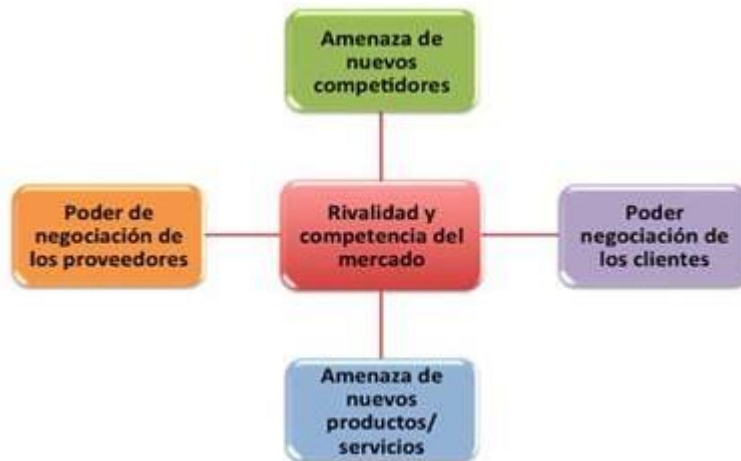 Amenaza de
nuevos
competidores
Poder de
negociación de
los proveedores
Rivalidad y
competencia del
mercado
Poder
negociación de
los clientes
Amenaza de
nuevos
productos/
servicios